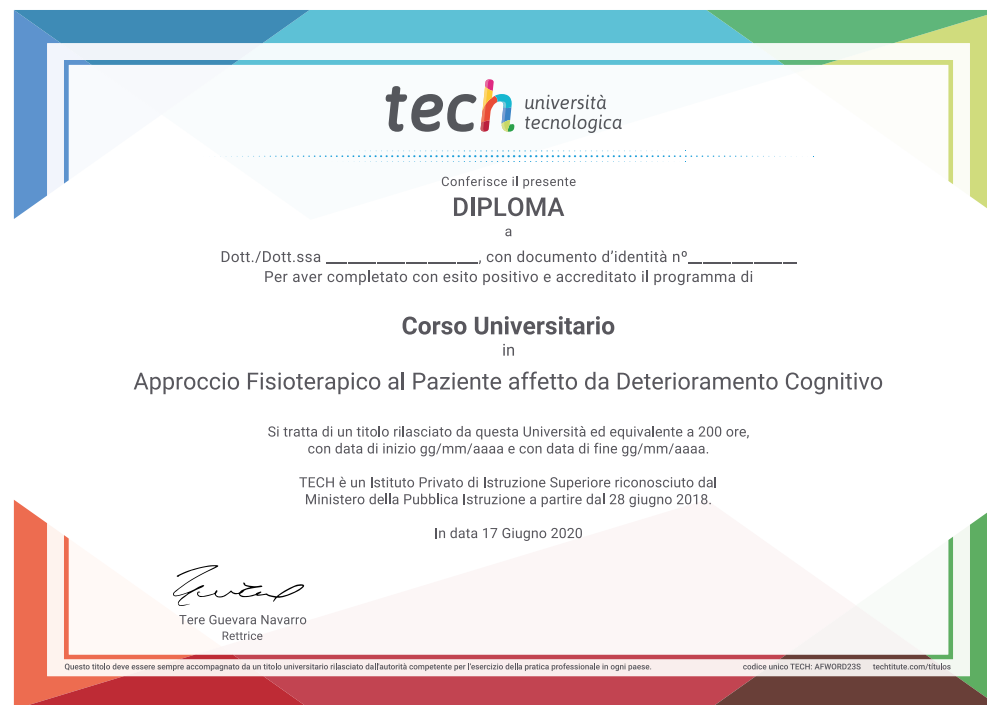 tech università
tecnologica
Conferisce il presente
DIPLOMA
a
Dott./Dott.ssa ________________, con documento d'identità nº____________
Per aver completato con esito positivo e accreditato il programma di
Corso Universitario
in
Approccio Fisioterapico al Paziente affetto da Deterioramento Cognitivo
Si tratta di un titolo rilasciato da questa Università ed equivalente a 200 ore,
con data di inizio gg/mm/aaaa e con data di fine gg/mm/aaaa.
TECH è un Istituto Privato di Istruzione Superiore riconosciuto dal
Ministero della Pubblica Istruzione a partire dal 28 giugno 2018.
In data 17 Giugno 2020
Tere Guevara Navarro
Rettrice
Questo titolo deve essere sempre accompagnato da un titolo universitario rilasciato dall'autorità competente per l'esercizio della pratica professionale in ogni paese. codice unico TECH: AFWORD23S techtitute.com/titulos